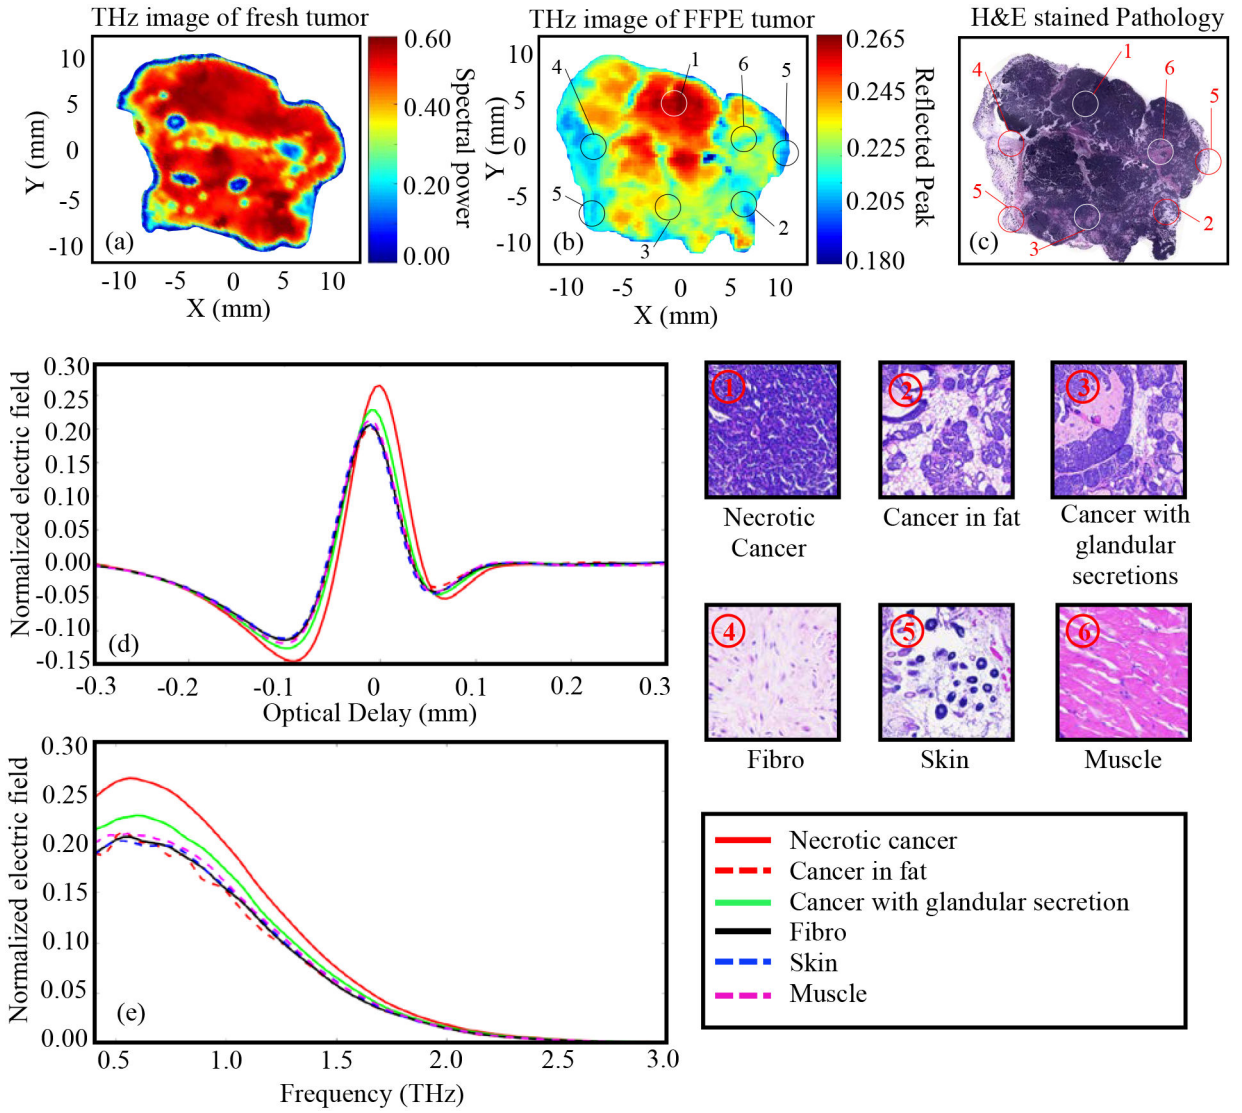 THz image of fresh tumor
THz image of FFPE tumor
H&E stained Pathology
10
5
0
-5
-10
Y (mm)
(a)
-10
-5
0
5
10
X (mm)
0.60
0.40
0.20
0.00
Spectral power
10
5
0
-5
-10
Y (mm)
4
1
6
5
5
3
2
(b)
-10
-5
0
5
10
X (mm)
0.265
0.245
0.225
0.205
0.180
Reflected Peak
4
1
6
5
5
3
2
(c)
Normalized electric field
0.30
0.25
0.20
0.15
0.10
0.05
0.00
-0.05
-0.10
-0.15
(d)
-0.3
-0.2
-0.1
0
0.1
0.2
0.3
Optical Delay (mm)
1
Necrotic
Cancer
2
Cancer in fat
3
Cancer with
glandular
secretions
4
Fibro
5
Skin
6
Muscle
Normalized electric field
0.30
0.25
0.20
0.15
0.10
0.05
0.00
(e)
0.5
1.0
1.5
2.0
2.5
3.0
Frequency (THz)
Necrotic cancer
Cancer in fat
Cancer with glandular secretion
Fibro
Skin
Muscle